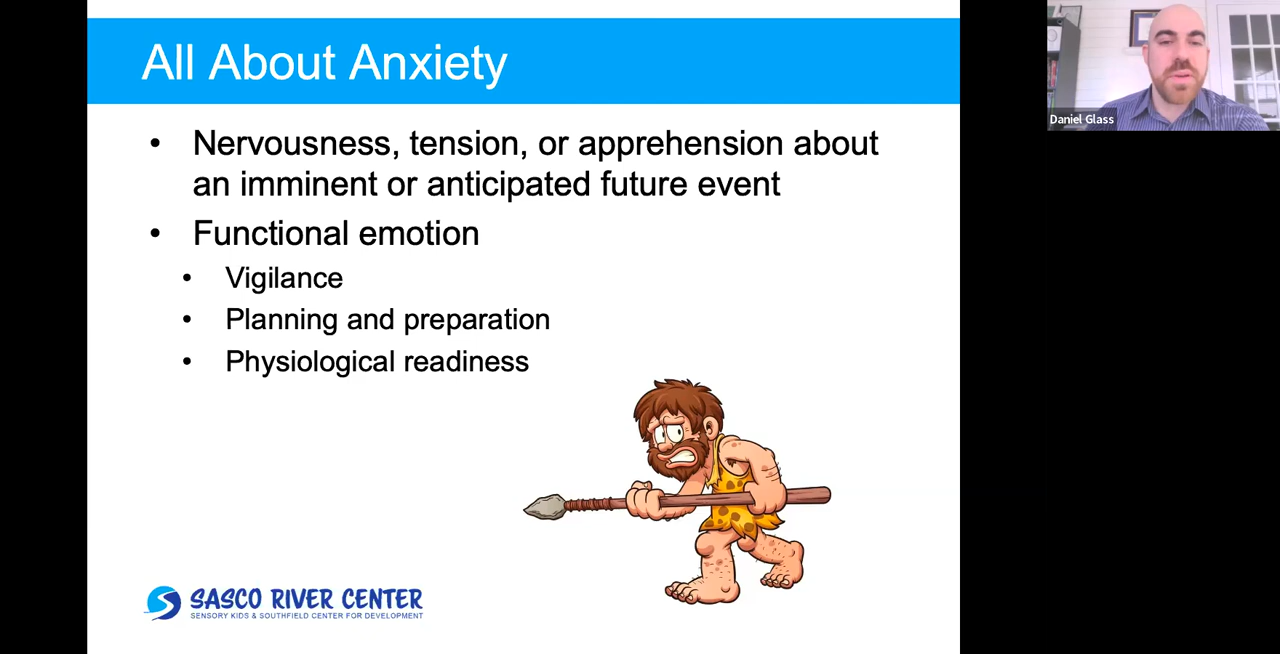 All About Anxiety
• Nervousness, tension, or apprehension about
an imminent or anticipated future event
• Functional emotion
• Vigilance
• Planning and preparation
• Physiological readiness
SASCO RIVER CENTER
SENSORY KIDS & SOUTHFIELD CENTER FOR DEVELOPMENT
Daniel Glass